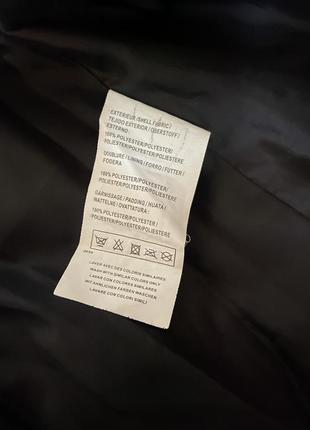 EXTERIEUR / SHELL FABRIC /
TEJIDO EXTERIOR / OBERSTOFF /
ESTERNO :
100% POLYESTER/POLYESTER/
POLIESTER/POLYESTER/POLIESTERE
DOUBLURE / LINING / FORRO / FUTTER /
FODERA
100% POLYESTER/POLYESTER/
POLIESTER/POLYESTER/POLIESTERE
GARNISSAGE / PADDING / HUATA /
WATTELINE / OVATTATURA :
100% POLYESTER/POLYESTER/
POLIESTER/POLYESTER/POLIESTERE
LAVER AVEC DES COLORIS SIMILAIRES
WASH WITH SIMILAR COLORS ONLY
LAVAR CON COLORES SIMILARES
MIT AHNLICHEN FARBEN WASCHEN
LAVARE CON COLORI SIMILI